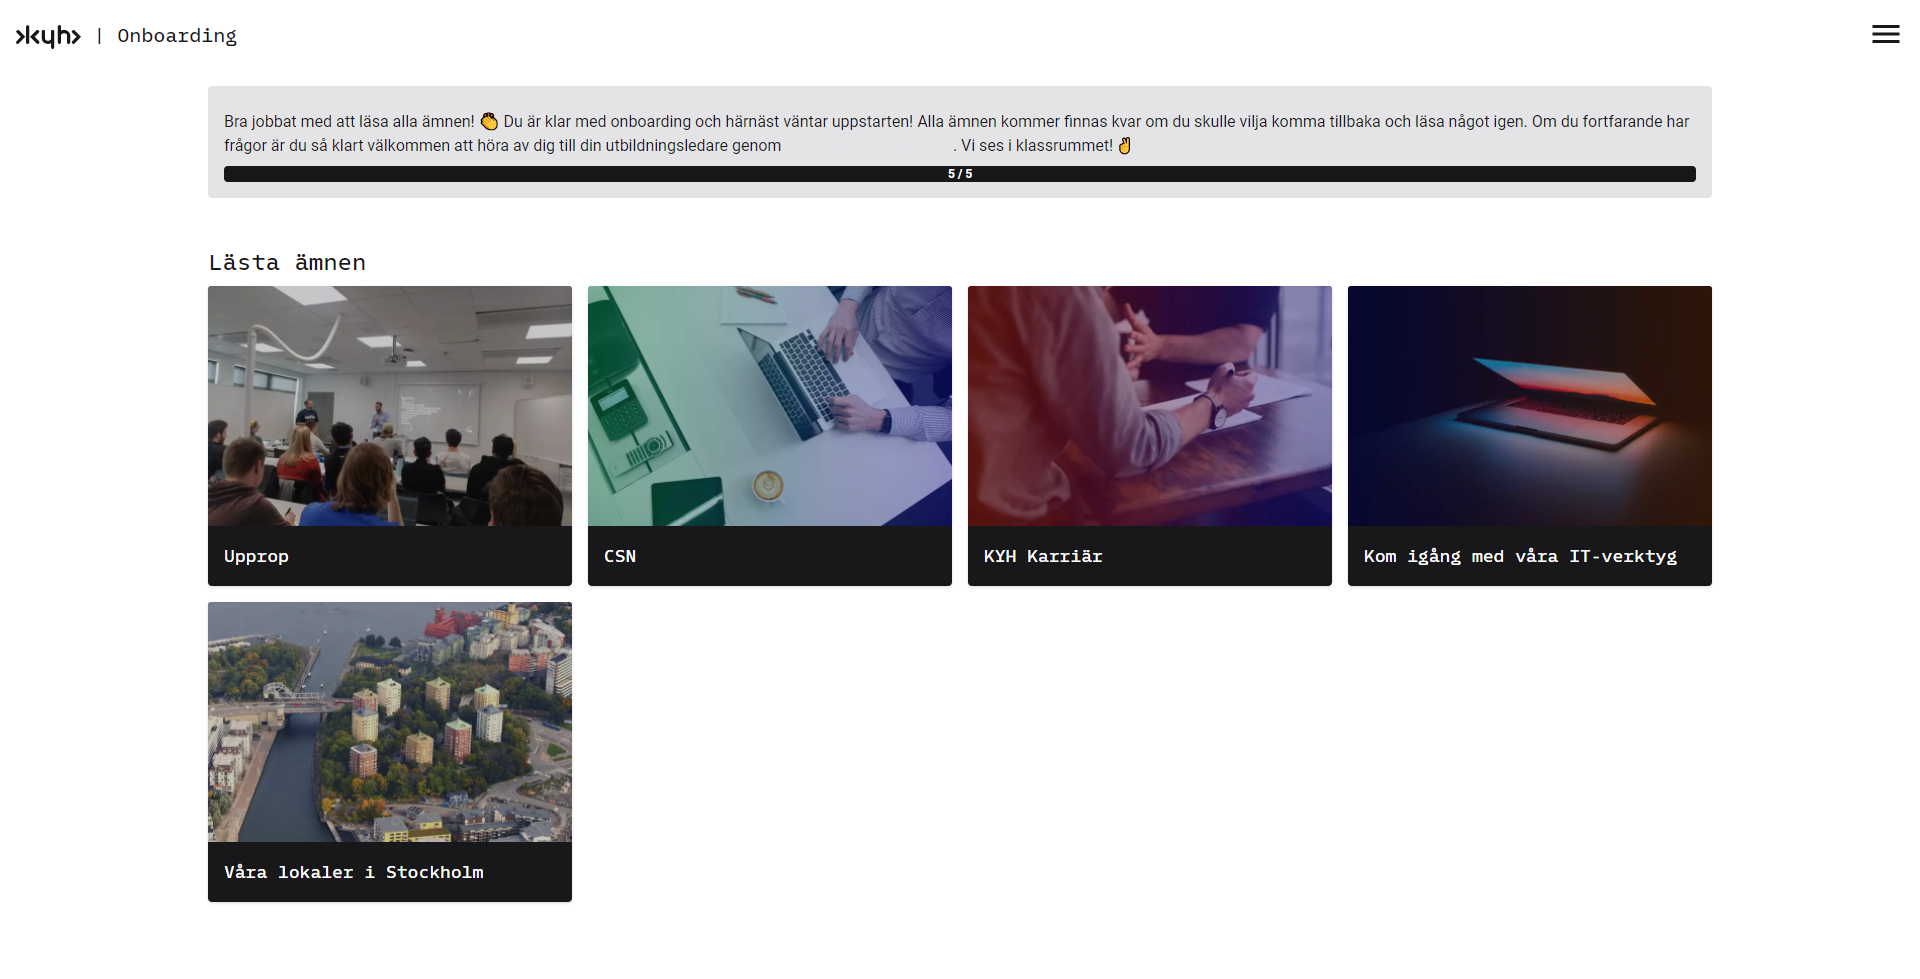 kyh | Onboarding
Bra jobbat med att läsa alla ämnen! 👏 Du är klar med onboarding och härnäst väntar uppstarten! Alla ämnen kommer finnas kvar om du skulle vilja komma tillbaka och läsa något igen. Om du fortfarande har
frågor är du så klart välkommen att höra av dig till din utbildningsledare genom . Vi ses i klassrummet! ✌️
5 / 5
Lästa ämnen
Upprop
CSN
KYH Karriär
Kom igång med våra IT-verktyg
Våra lokaler i Stockholm